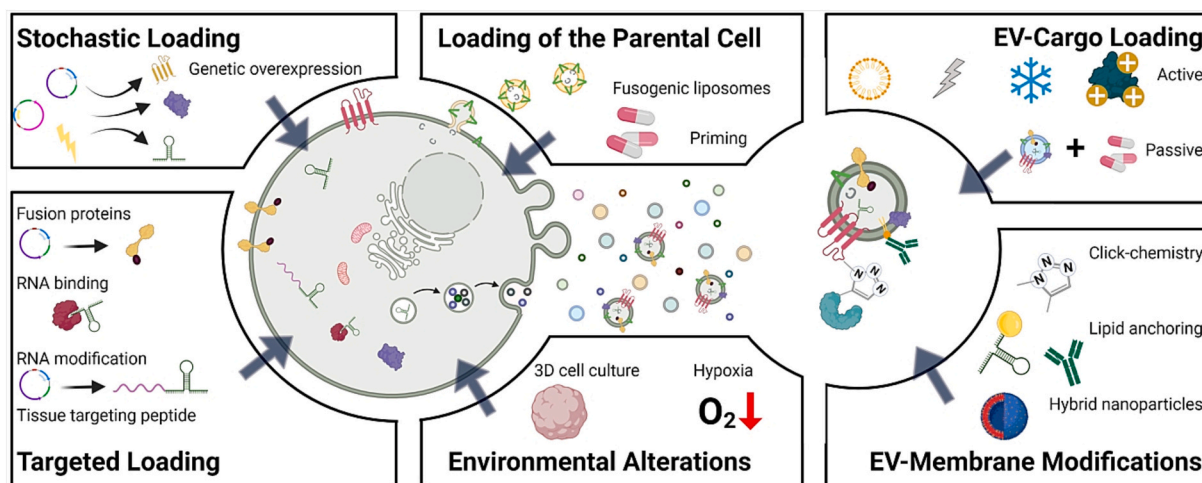 Stochastic Loading
Genetic overexpression
Loading of the Parental Cell
Fusogenic liposomes
Priming
EV-Cargo Loading
Active
+
Passive
Fusion proteins
RNA binding
RNA modification
Tissue targeting peptide
Targeted Loading
3D cell culture
Hypoxia
O₂
Environmental Alterations
Click-chemistry
N
N
N
N
N
N
Lipid anchoring
Hybrid nanoparticles
EV-Membrane Modifications